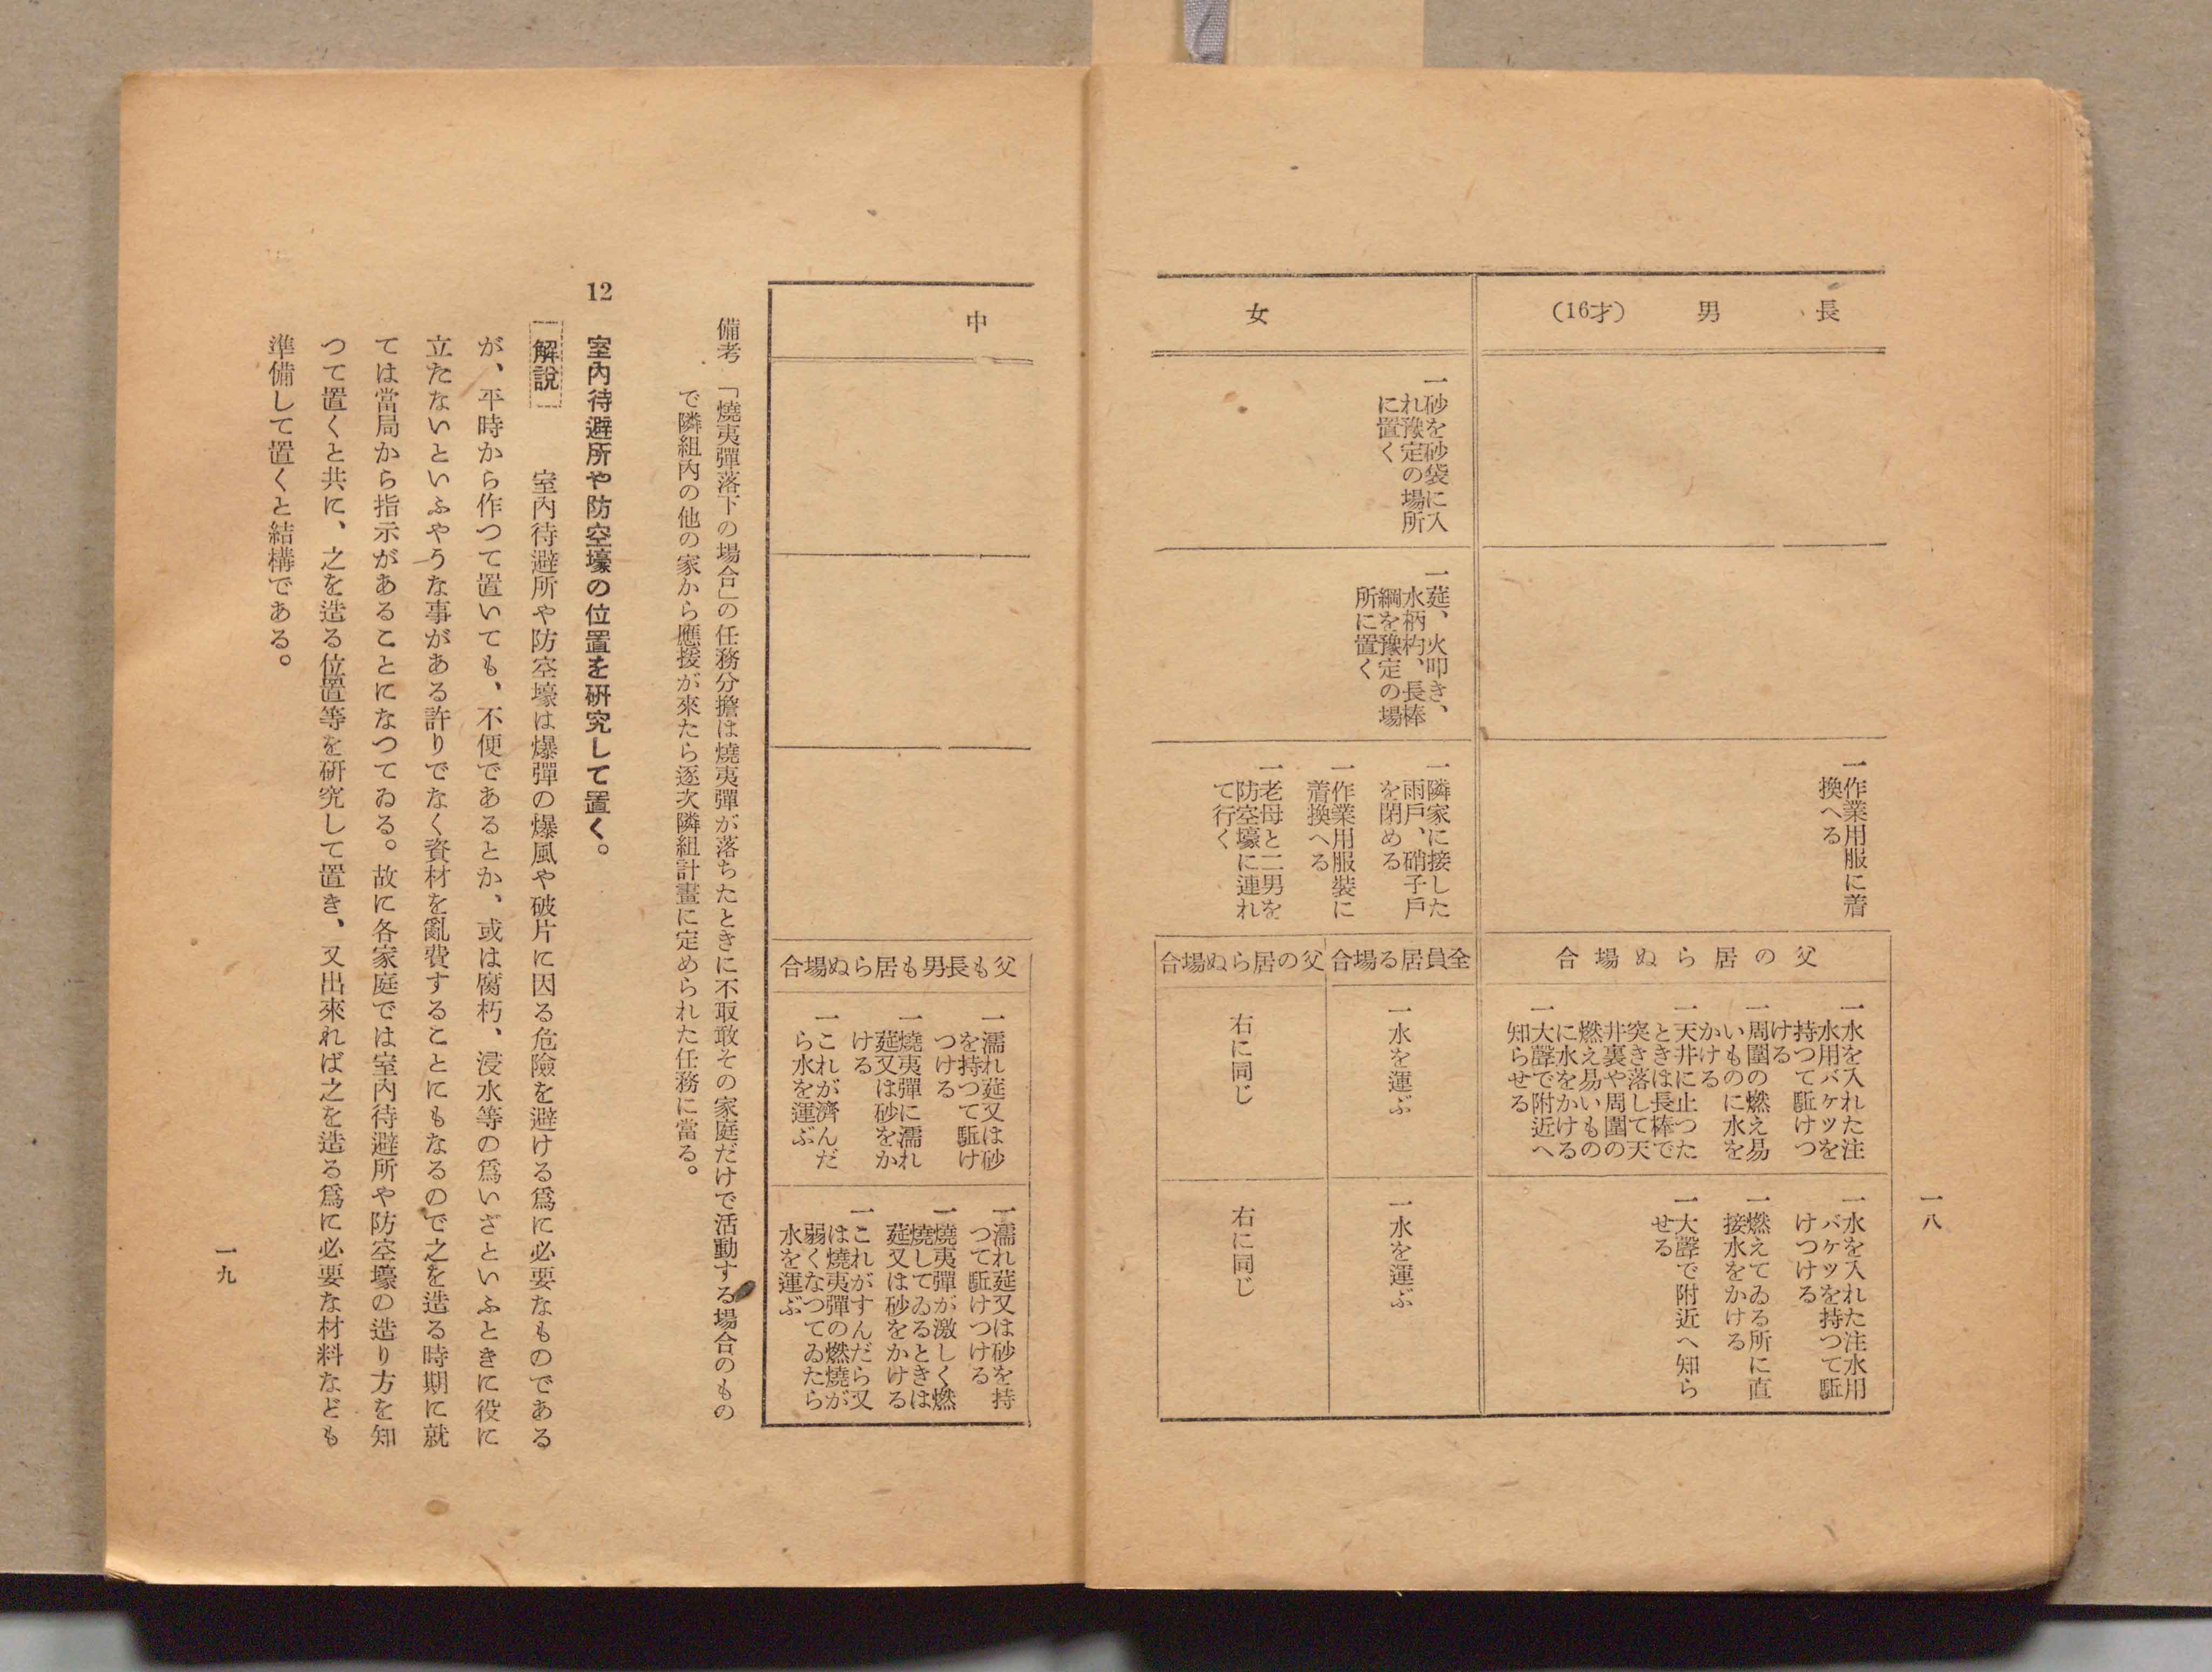 一八
長男(16才)
一作業用服に着
換へる
父の居らぬ場合
一水を入れた注
水用バケツを
持つて駈けつ
ける
一周圍の燃え易
いものに水を
かける
一天井に止つた
ときは長棒で
突き落して天
井裏や周圍の
燃え易いもの
に水をかける
一大聲で附近へ
知らせる
一水を入れた注水用
バケツを持つて駈
けつける
一燃えてゐる所に直
接水をかける
一大聲で附近へ知ら
せる
女
一砂を砂袋に入
れ豫定の場所
に置く
一莚、火叩き、
水柄杓、長棒
綱を豫定の場
所に置く
一隣家に接した
雨戶、硝子戶
を閉める
一作業用服裝に
着換へる
一老母と二男を
防空壕に連れ
て行く
全員居る場合
一水を運ぶ
一水を運ぶ
父の居らぬ場合
右に同じ
右に同じ
中
父も長男も居らぬ場合
一濡れ莚又は砂
を持つて駈け
つける
一燒夷彈に濡れ
莚又は砂をか
ける
一これが濟んだ
ら水を運ぶ
一濡れ莚又は砂を持
つて駈けつける
一燒夷彈が激しく燃
燒してゐるときは
莚又は砂をかける
一これがすんだら又
は燒夷彈の燃燒が
弱くなつてゐたら
水を運ぶ
備考 「燒夷彈落下の場合」の任務分擔は燒夷彈が落ちたときに不取敢その家庭だけで活動する場合のもの
で隣組內の他の家から應援が來たら逐次隣組計畫に定められた任務に當る。
12 室內待避所や防空壕の位置を硏究して置く。
解說 室內待避所や防空壕は爆彈の爆風や破片に因る危險を避ける爲に必要なものである
が、平時から作つて置いても、不便であるとか、或は腐朽、浸水等の爲いざといふときに役に
立たないといふやうな事がある許りでなく資材を亂費することにもなるので之を造る時期に就
ては當局から指示があることになつてゐる。故に各家庭では室內待避所や防空壕の造り方を知
つて置くと共に、之を造る位置等を硏究して置き、又出來れば之を造る爲に必要な材料なども
準備して置くと結構である。
一九